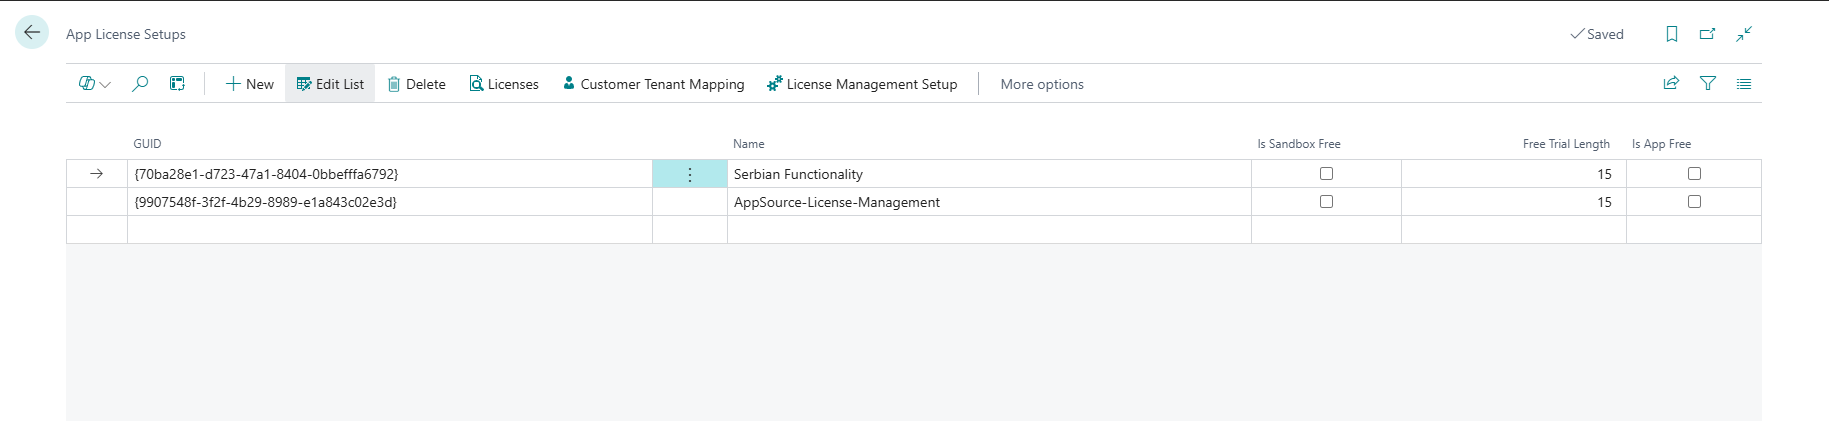 App License Setups
Saved
New Edit List Delete Licenses Customer Tenant Mapping License Management Setup More options
GUID Name Is Sandbox Free Free Trial Length Is App Free
{70ba28e1-d723-47a1-8404-0bbefffa6792} Serbian Functionality 15
{9907548f-3f2f-4b29-8989-e1a843c02e3d} AppSource-License-Management 15